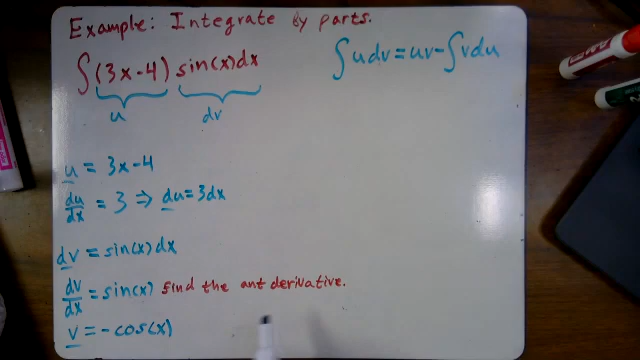 Example: Integrate by parts.
∫(3x-4) sin(x)dx
∫udv=uv-∫vdu
u dv
u = 3x-4
du/dx = 3 ⇒ du=3dx
dv = sin(x)dx
dv/dx = sin(x) find the ant derivative.
v = -cos(x)